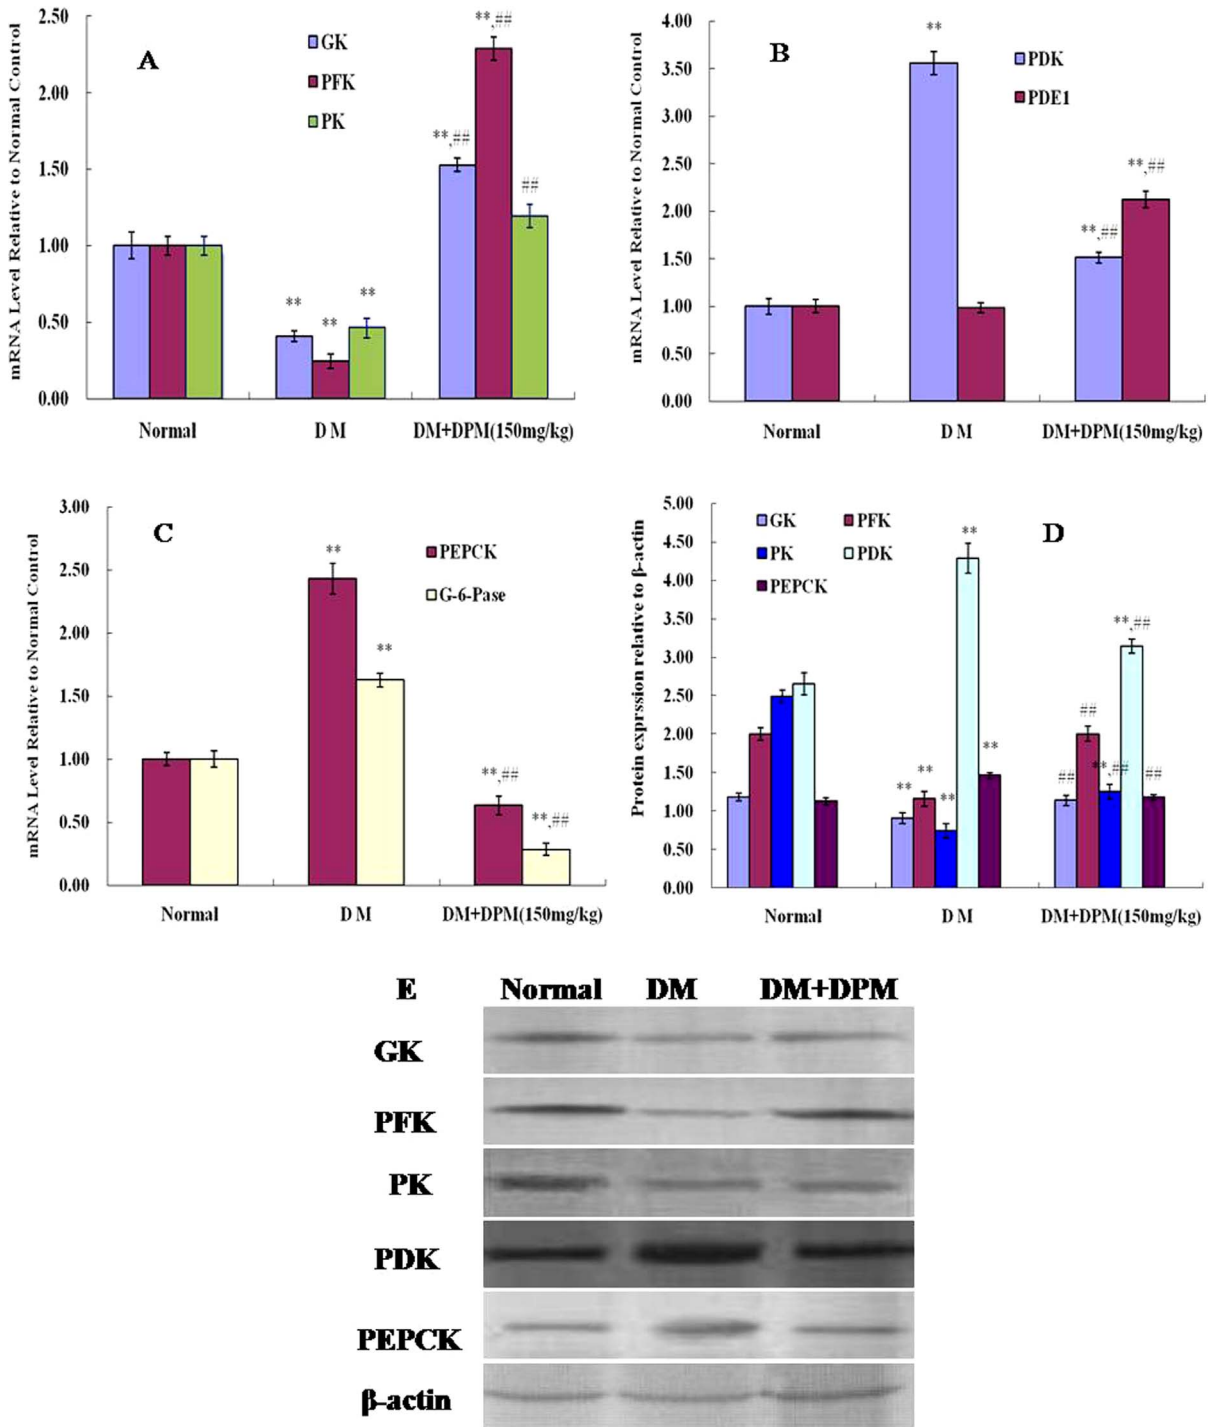 mRNA Level Relative to Normal Control
2.50
2.00
1.50
1.00
0.50
0.00
A
GK
PFK
PK
**
**
**
**,##
**,##
##
Normal
DM
DM+DPM(150mg/kg)
mRNA Level Relative to Normal Control
4.00
3.50
3.00
2.50
2.00
1.50
1.00
0.50
0.00
B
PDK
PDE1
**
**,##
**,##
Normal
DM
DM+DPM(150mg/kg)
mRNA Level Relative to Normal Control
3.00
2.50
2.00
1.50
1.00
0.50
0.00
C
PEPCK
G-6-Pase
**
**
**,##
**,##
Normal
DM
DM+DPM(150mg/kg)
Protein exprssion relative to β-actin
5.00
4.50
4.00
3.50
3.00
2.50
2.00
1.50
1.00
0.50
0.00
GK PFK
PK PDK
PEPCK
D
**
**
**
**
**
##
##
**,##
**,##
##
Normal
DM
DM+DPM(150mg/kg)
E Normal DM DM+DPM
GK
PFK
PK
PDK
PEPCK
β-actin